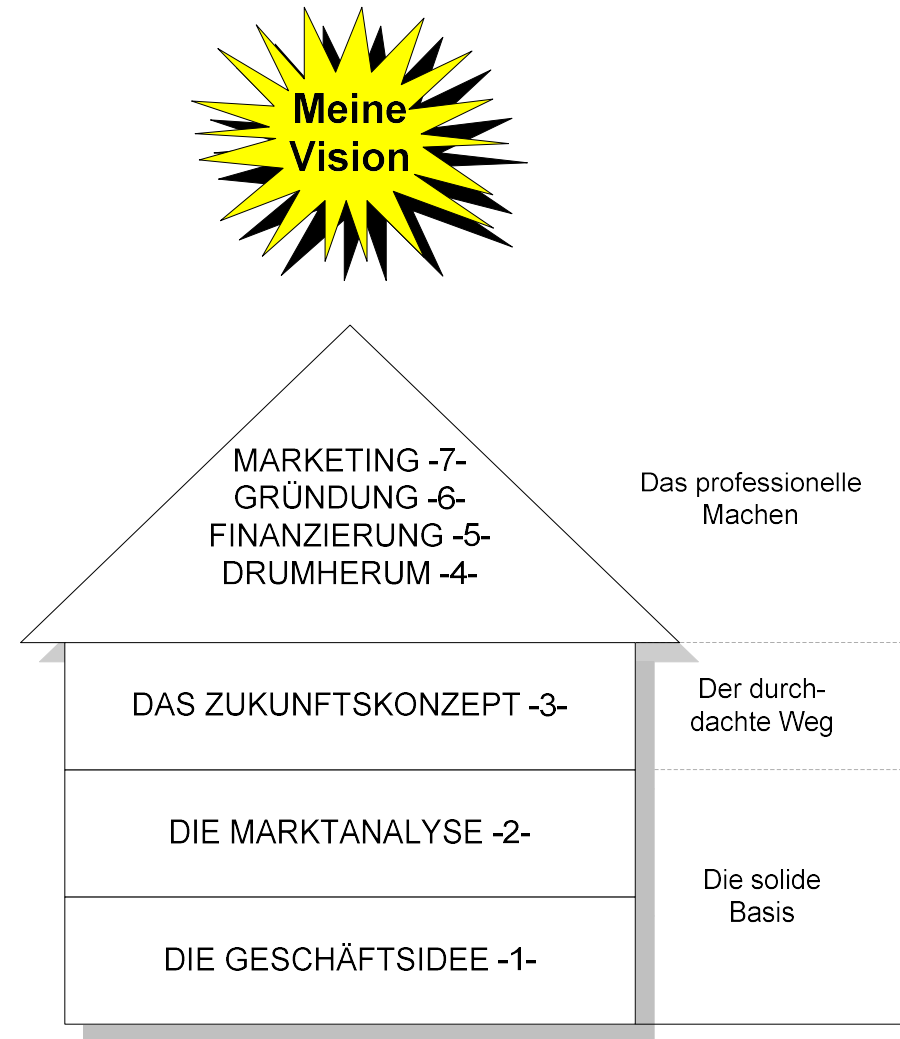 Meine
Vision
MARKETING -7-
GRÜNDUNG -6-
FINANZIERUNG -5-
DRUMHERUM -4-
Das professionelle
Machen
DAS ZUKUNFTSKONZEPT -3-
Der durch-
dachte Weg
DIE MARKTANALYSE -2-
Die solide
Basis
DIE GESCHÄFTSIDEE -1-